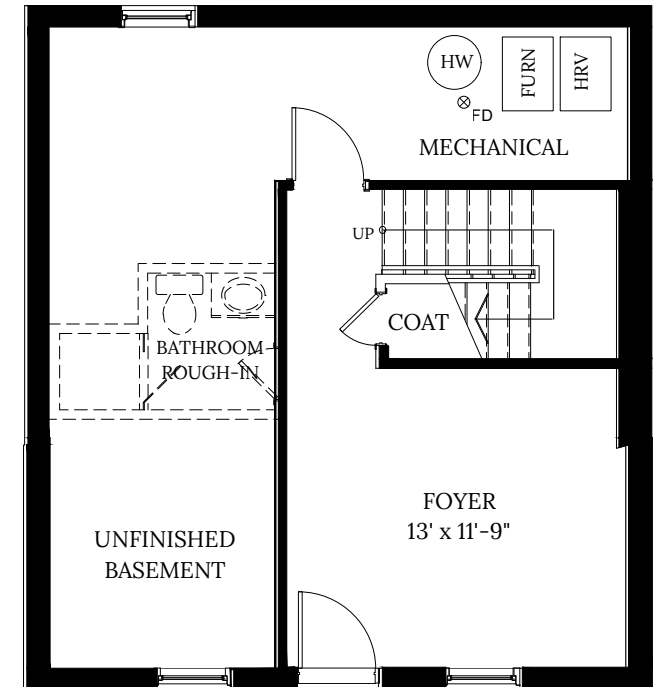 HW
FURN
HRV
FD
MECHANICAL
UP
COAT
BATHROOM
ROUGH-IN
FOYER
13' x 11'-9"
UNFINISHED
BASEMENT